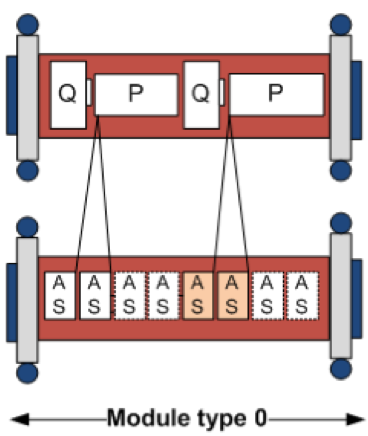 Q P Q P
A A A A A A A A
S S S S S S S S
Module type 0